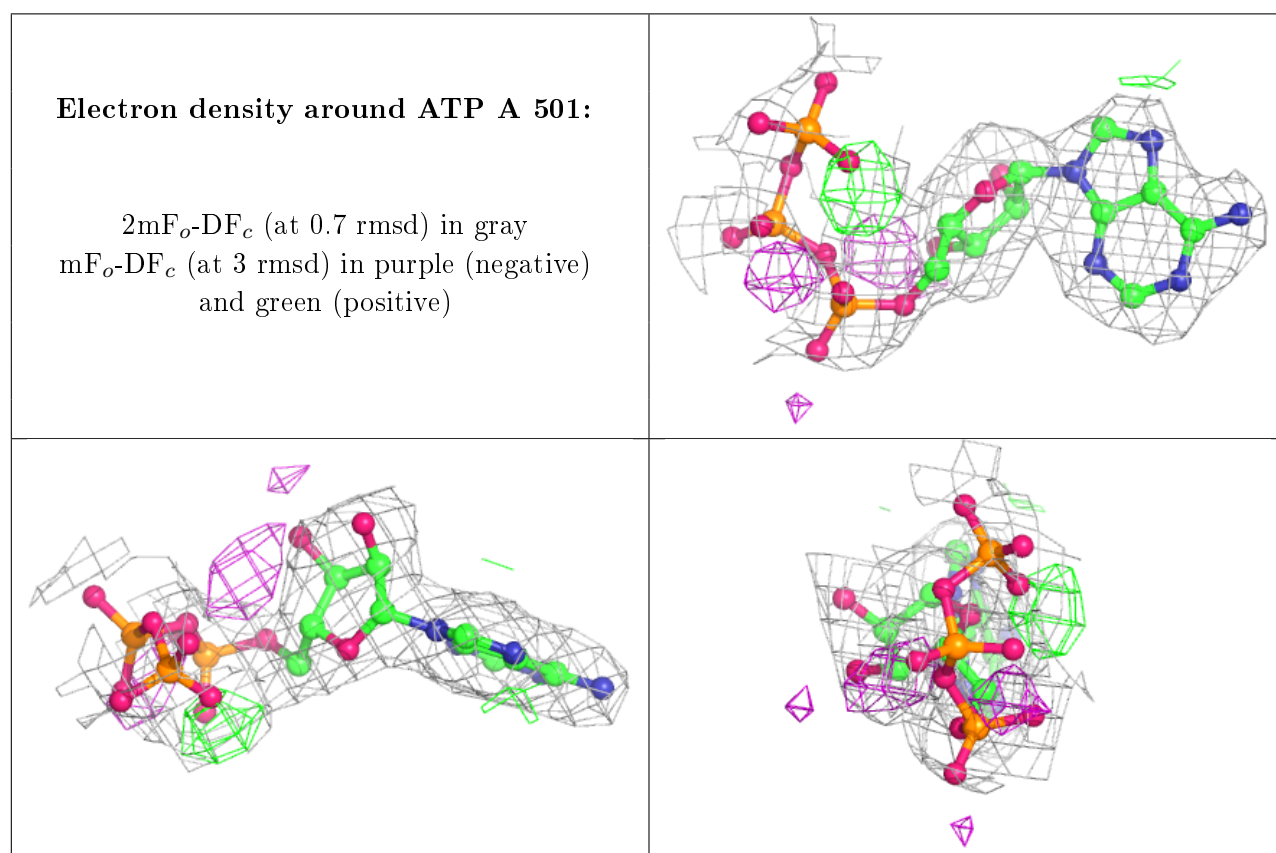 Electron density around ATP A 501:
2mFo-DFc (at 0.7 rmsd) in gray
mFo-DFc (at 3 rmsd) in purple (negative)
and green (positive)